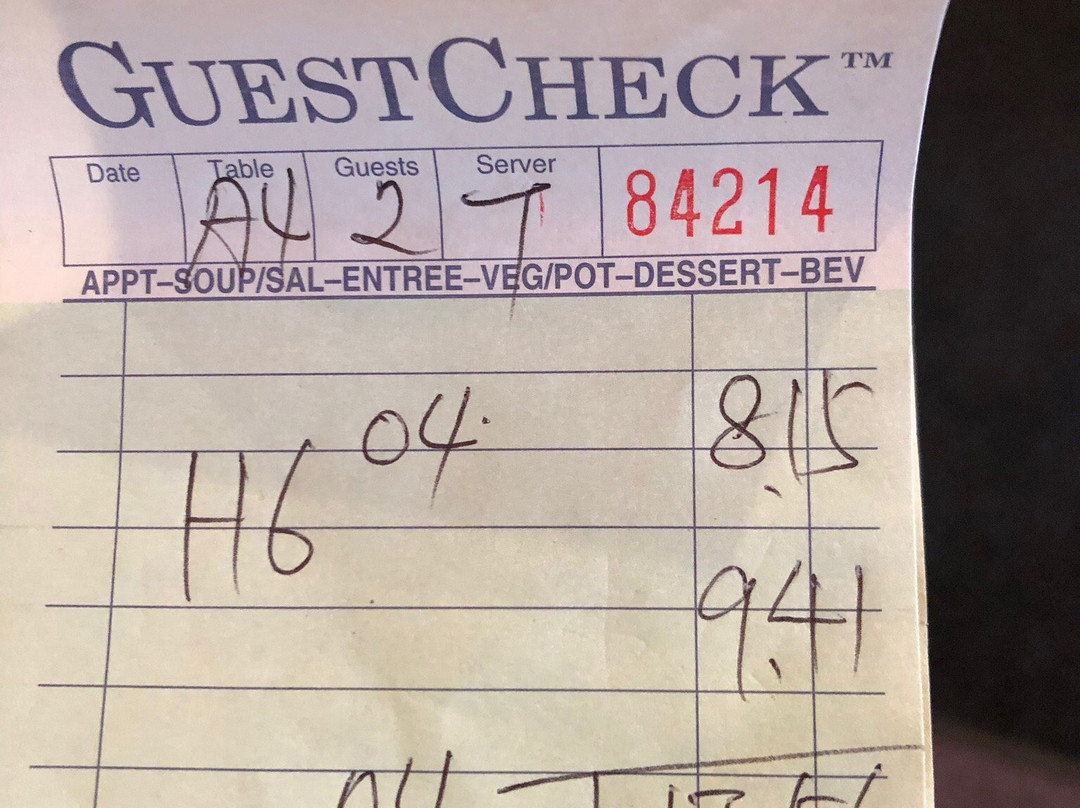 GUESTCHECK™
Date Table Guests Server
A4 2 T 84214
APPT–SOUP/SAL–ENTREE–VEG/POT–DESSERT–BEV
04. 8.15
H6
9.41